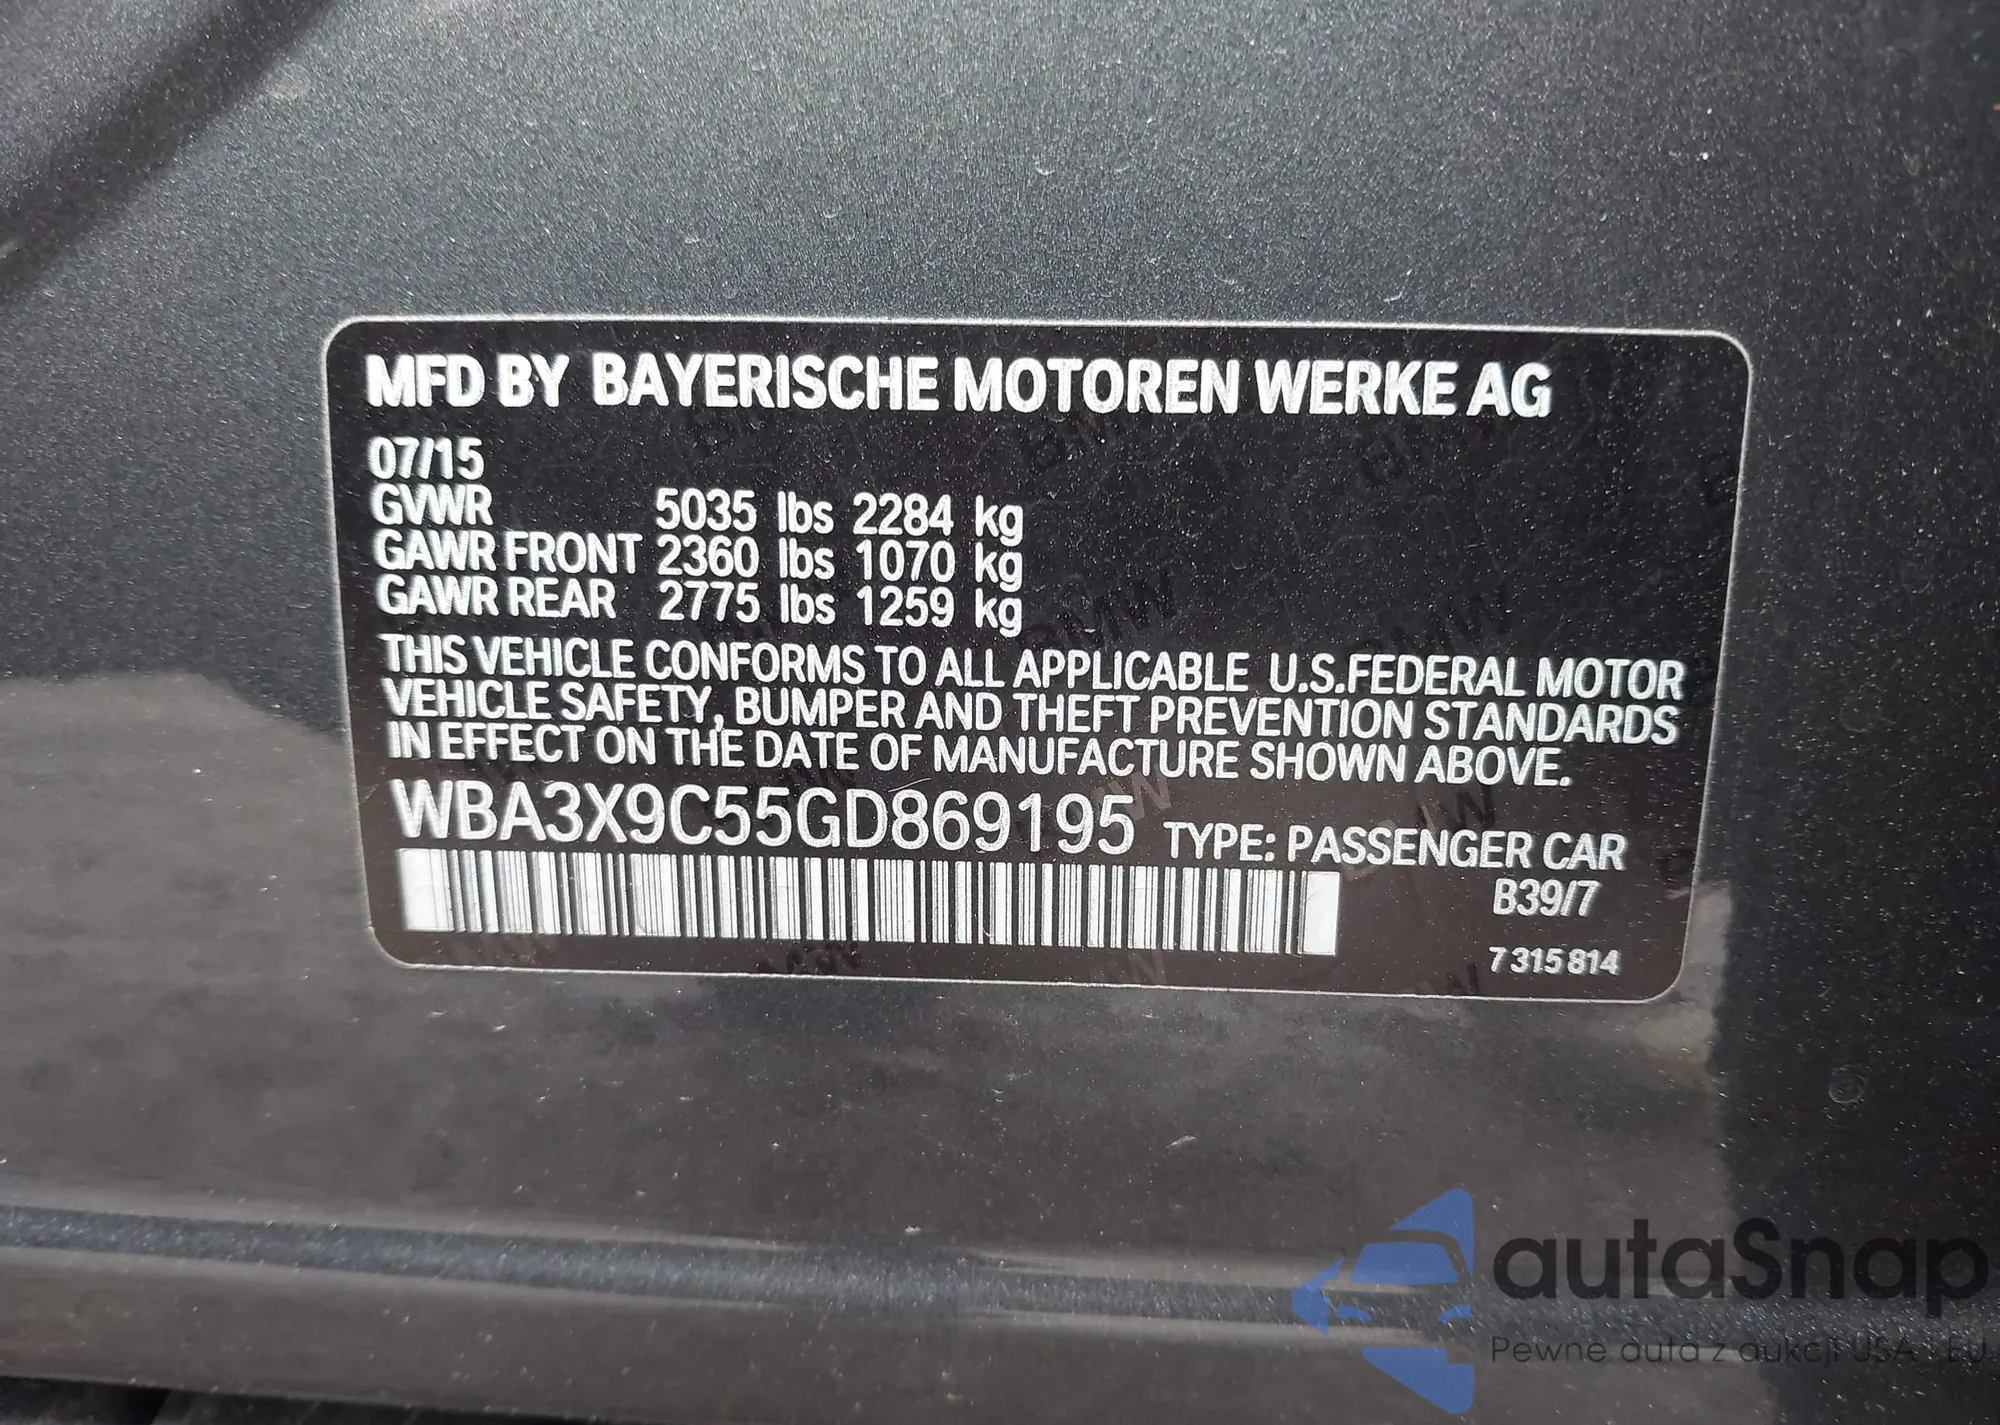 MFD BY BAYERISCHE MOTOREN WERKE AG
07/15
GVWR 5035 lbs 2284 kg
GAWR FRONT 2360 lbs 1070 kg
GAWR REAR 2775 lbs 1259 kg
THIS VEHICLE CONFORMS TO ALL APPLICABLE U.S.FEDERAL MOTOR
VEHICLE SAFETY, BUMPER AND THEFT PREVENTION STANDARDS
IN EFFECT ON THE DATE OF MANUFACTURE SHOWN ABOVE.
WBA3X9C55GD869195 TYPE: PASSENGER CAR
B39/7
7 315 814
autaSnap
Pewne auta z aukcji USA i EU